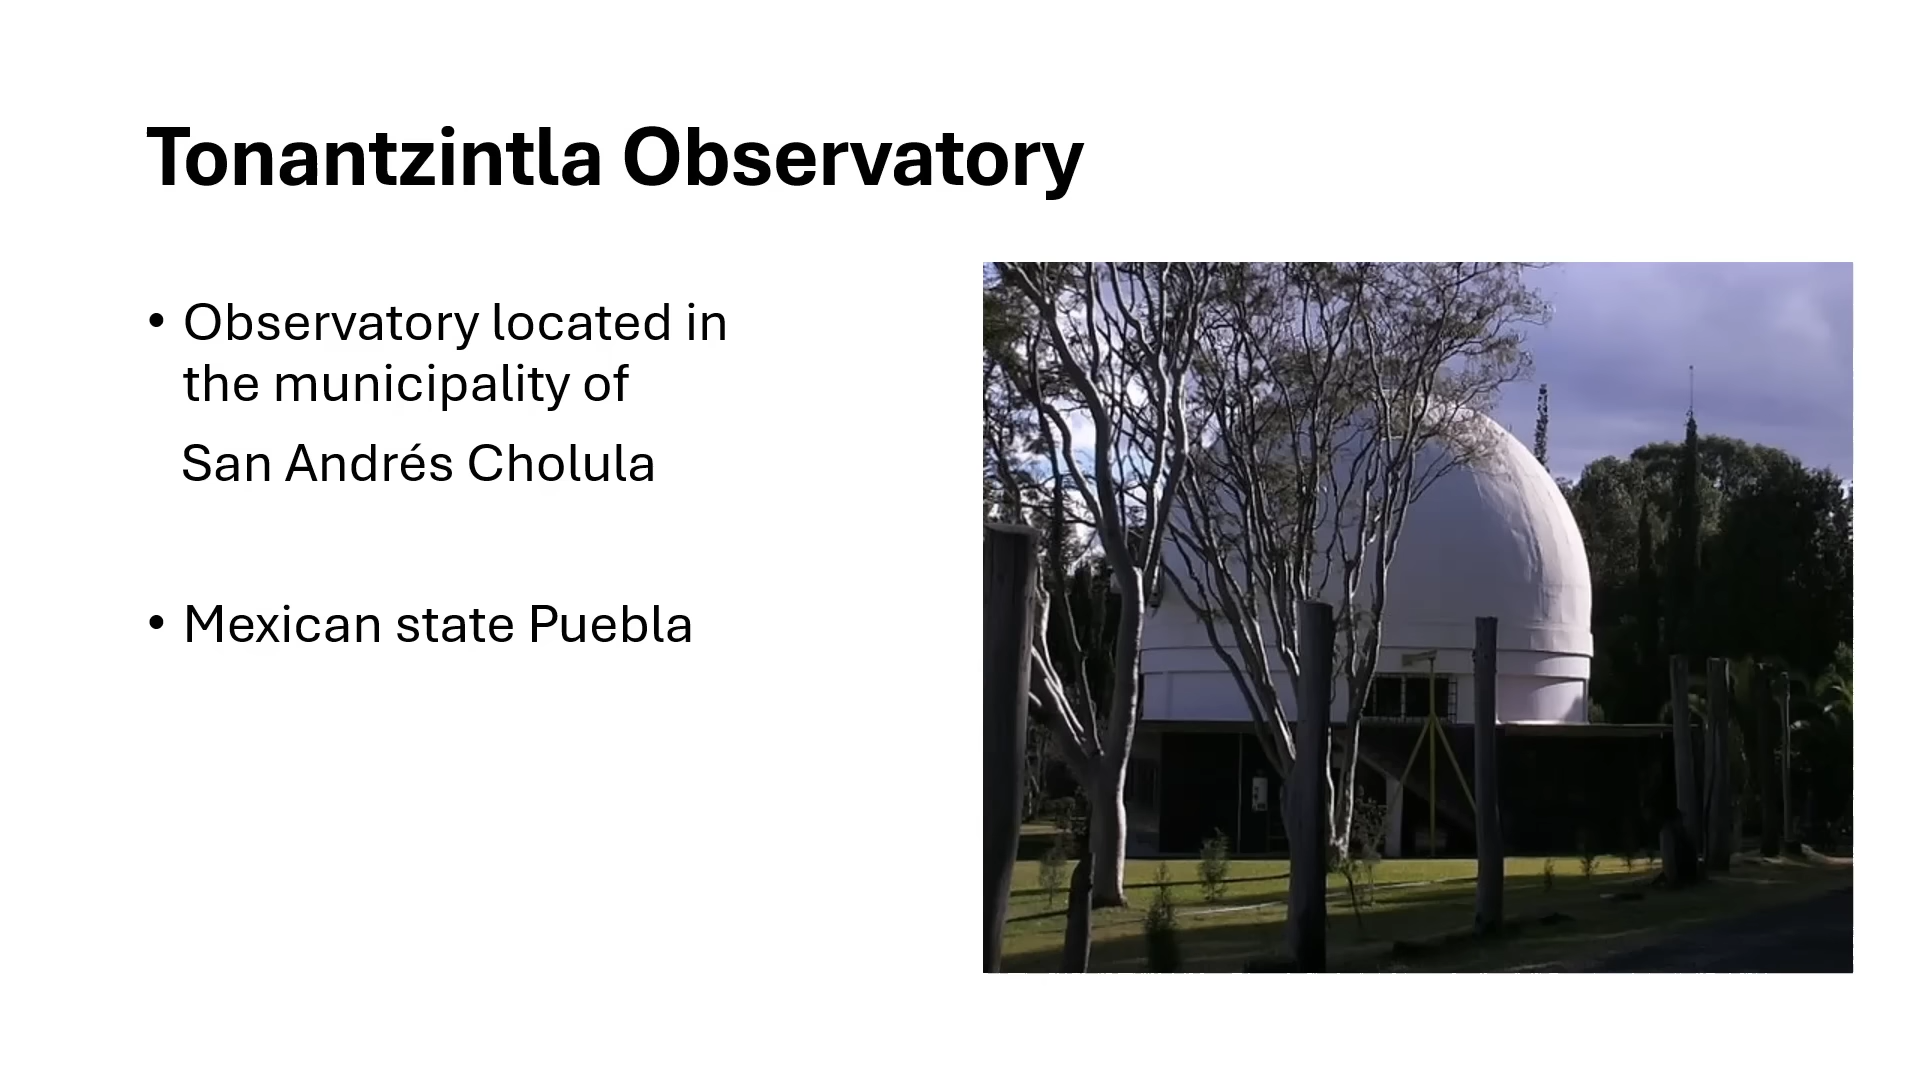 Tonantzintla Observatory
• Observatory located in
the municipality of
San Andrés Cholula
• Mexican state Puebla